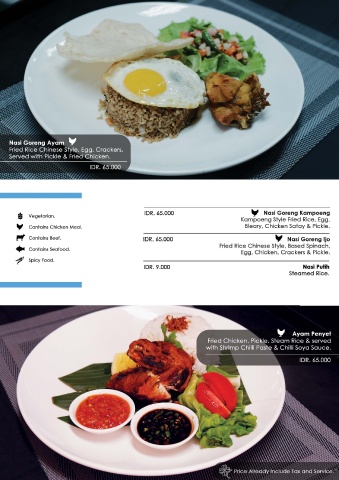 Nasi Goreng Ayam
Fried Rice Chinese Style, Egg, Crackers,
Served with Pickle & Fried Chicken.
IDR. 65.000
Vegetarian.
Contains Chicken Meat.
Contains Beef.
Contains Seafood.
Spicy Food.
IDR. 65.000
Nasi Goreng Kampoeng
Kampoeng Style Fried Rice, Egg,
Bleary, Chicken Satay & Pickle.
IDR. 65.000
Nasi Goreng Ijo
Fried Rice Chinese Style, Based Spinach,
Egg, Chicken, Crackers & Pickle.
IDR. 9.000
Nasi Putih
Steamed Rice.
Ayam Penyet
Fried Chicken, Pickle, Steam Rice & served
with Shrimp Chilli Paste & Chilli Soya Sauce.
IDR. 65.000
Price Already Include Tax and Service.